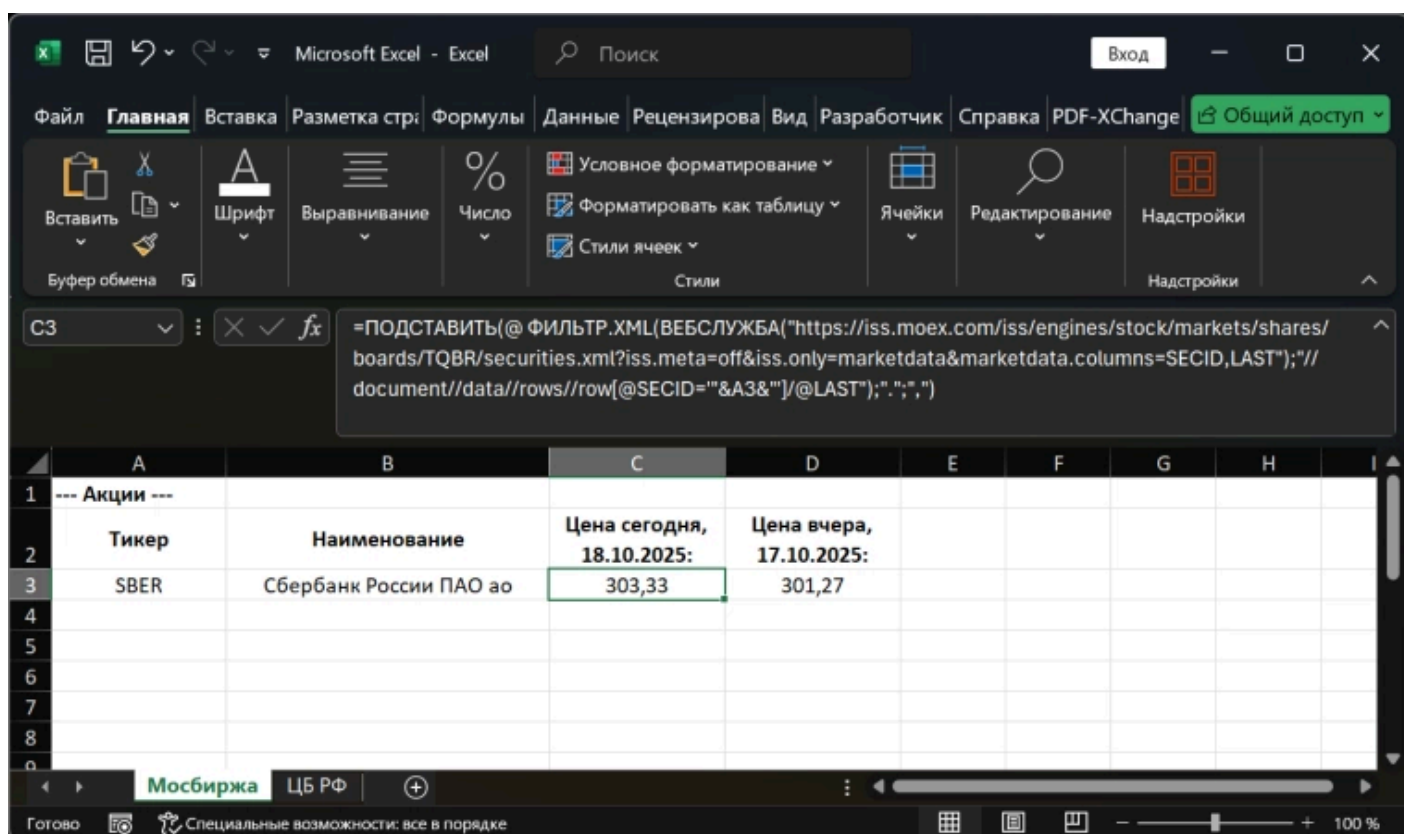 Microsoft Excel - Excel
Поиск
Вход
Файл Главная Вставка Разметка стра Формулы Данные Рецензирова Вид Разработчик Справка PDF-XChange Общий доступ
Вставить
Буфер обмена
Шрифт
Выравнивание
%
Число
Условное форматирование
Форматировать как таблицу
Стили ячеек
Стили
Ячейки
Редактирование
Надстройки
Надстройки
C3
fx
=ПОДСТАВИТЬ(@ ФИЛЬТР.XML(ВЕБСЛУЖБА("https://iss.moex.com/iss/engines/stock/markets/shares/
boards/TQBR/securities.xml?iss.meta=off&iss.only=marketdata&marketdata.columns=SECID,LAST");"//
document//data//rows//row[@SECID='"&A3&"']/@LAST");".";",")
A B C D E F G H I
1 --- Акции ---
2 Тикер Наименование Цена сегодня, 18.10.2025: Цена вчера, 17.10.2025:
3 SBER Сбербанк России ПАО ао 303,33 301,27
4
5
6
7
8
9
Мосбиржа ЦБ РФ
Готово Специальные возможности: все в порядке 100 %